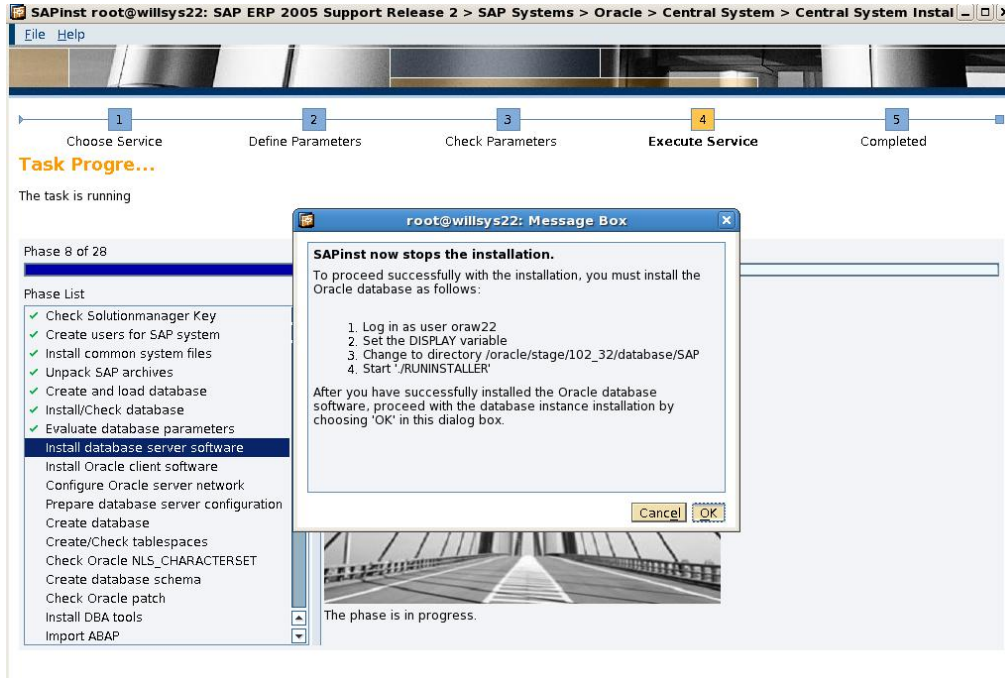 SAPinst root@willsys22: SAP ERP 2005 Support Release 2 > SAP Systems > Oracle > Central System > Central System Instal
File Help
1 2 3 4 5
Choose Service Define Parameters Check Parameters Execute Service Completed
Task Progre...
The task is running
Phase 8 of 28
Phase List
Check Solutionmanager Key
Create users for SAP system
Install common system files
Unpack SAP archives
Create and load database
Install/Check database
Evaluate database parameters
Install database server software
Install Oracle client software
Configure Oracle server network
Prepare database server configuration
Create database
Create/Check tablespaces
Check Oracle NLS_CHARACTERSET
Create database schema
Check Oracle patch
Install DBA tools
Import ABAP
root@willsys22: Message Box
SAPinst now stops the installation.
To proceed successfully with the installation, you must install the
Oracle database as follows:
1. Log in as user oraw22
2. Set the DISPLAY variable
3. Change to directory /oracle/stage/102_32/database/SAP
4. Start './RUNINSTALLER'
After you have successfully installed the Oracle database
software, proceed with the database instance installation by
choosing 'OK' in this dialog box.
Cancel OK
The phase is in progress.